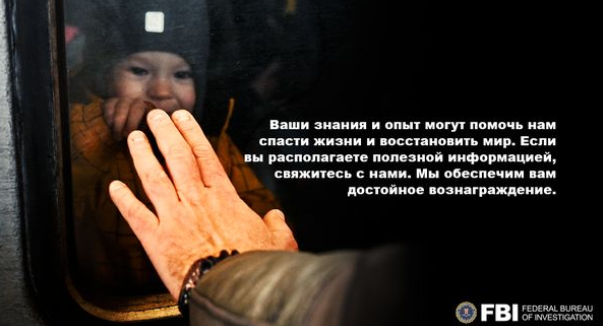 Ваши знания и опыт могут помочь нам
спасти жизни и восстановить мир. Если
вы располагаете полезной информацией,
свяжитесь с нами. Мы обеспечим вам
достойное вознаграждение.
FBI FEDERAL BUREAU
OF INVESTIGATION